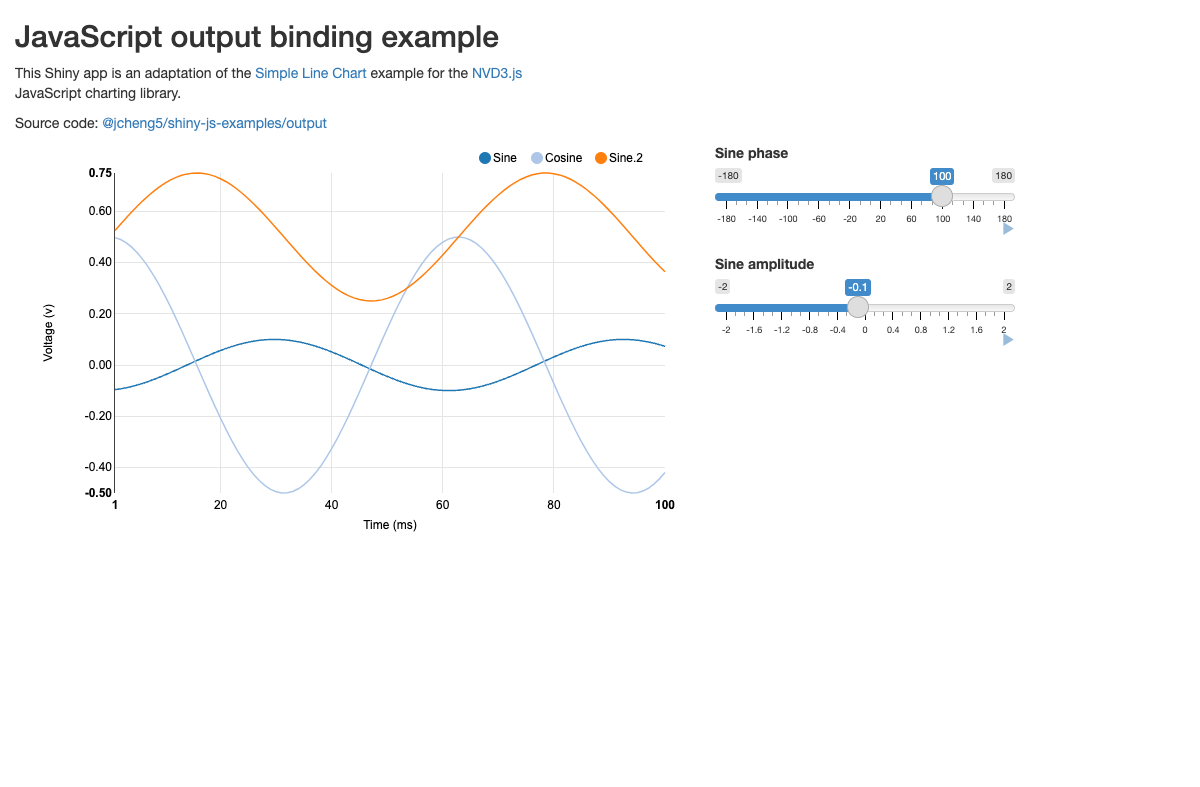 JavaScript output binding example
This Shiny app is an adaptation of the Simple Line Chart example for the NVD3.js
JavaScript charting library.
Source code: @jcheng5/shiny-js-examples/output
Sine Cosine Sine.2
0.75
0.60
0.40
0.20
0.00
-0.20
-0.40
-0.50
Voltage (v)
1 20 40 60 80 100
Time (ms)
Sine phase
-180 100 180
-180 -140 -100 -60 -20 20 60 100 140 180
Sine amplitude
-2 -0.1 2
-2 -1.6 -1.2 -0.8 -0.4 0 0.4 0.8 1.2 1.6 2